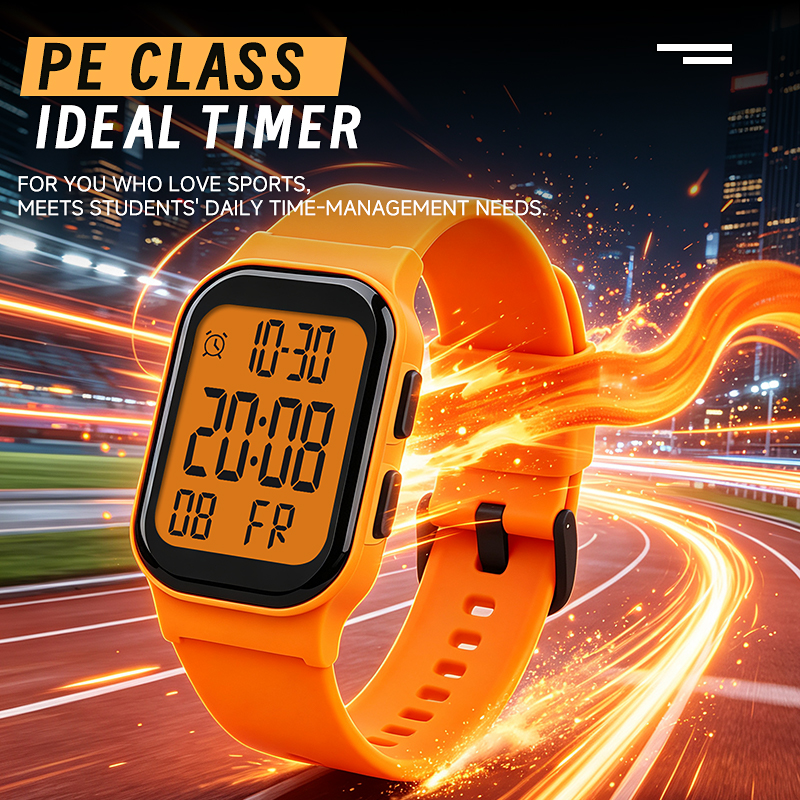 PE CLASS
IDEAL TIMER
FOR YOU WHO LOVE SPORTS,
MEETS STUDENTS' DAILY TIME-MANAGEMENT NEEDS.
10-30
20:08
08 FR